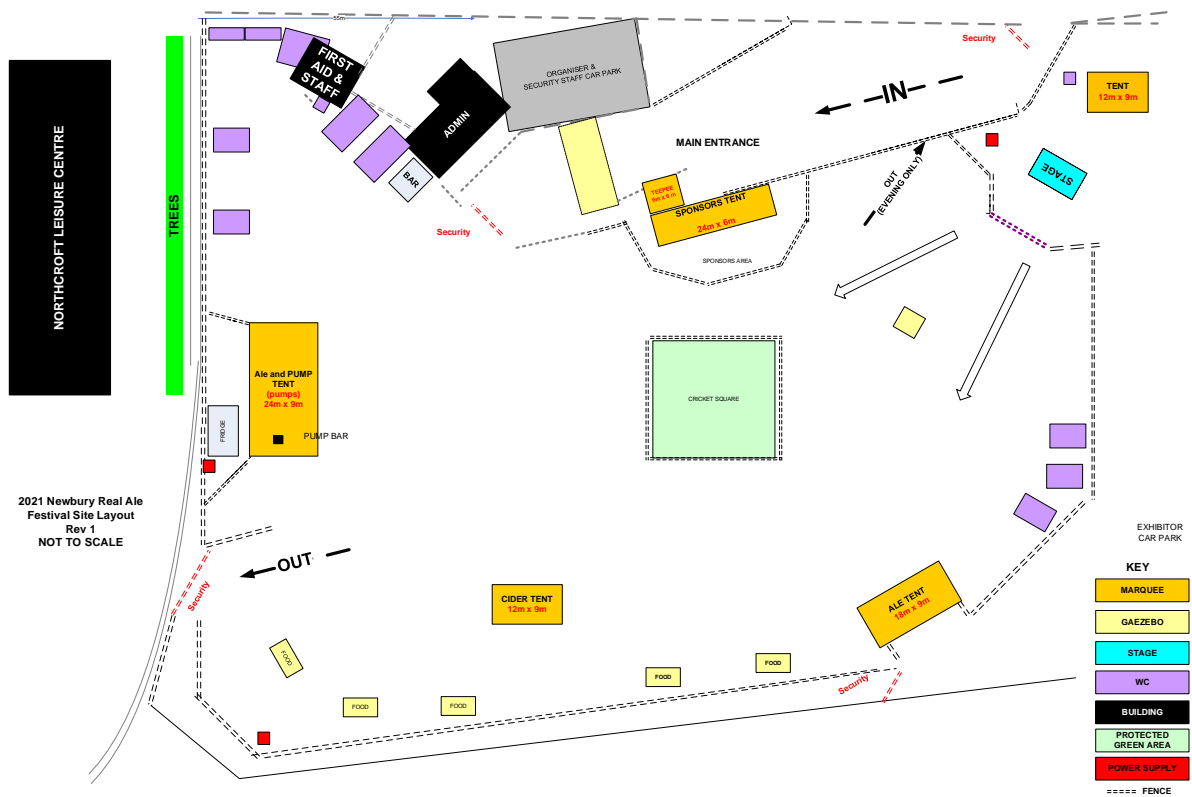 55m
Security
FIRST
AID &
STAFF
ORGANISER &
SECURITY STAFF CAR PARK
IN
TENT
12m x 9m
ADMIN
MAIN ENTRANCE
NORTHCROFT LEISURE CENTRE
TREES
BAR
OUT
(EVENING ONLY)
STAGE
TEEPEE
9m x 9 m
SPONSORS TENT
24m x 6m
Security
SPONSORS AREA
Ale and PUMP
TENT
(pumps)
24m x 9m
CRICKET SQUARE
FRIDGE
PUMP BAR
2021 Newbury Real Ale
Festival Site Layout
Rev 1
NOT TO SCALE
EXHIBITOR
CAR PARK
OUT
Security
CIDER TENT
12m x 9m
ALE TENT
18m x 9m
FOOD
FOOD
FOOD
FOOD
FOOD
Security
KEY
MARQUEE
GAEZEBO
STAGE
WC
BUILDING
PROTECTED
GREEN AREA
POWER SUPPLY
FENCE